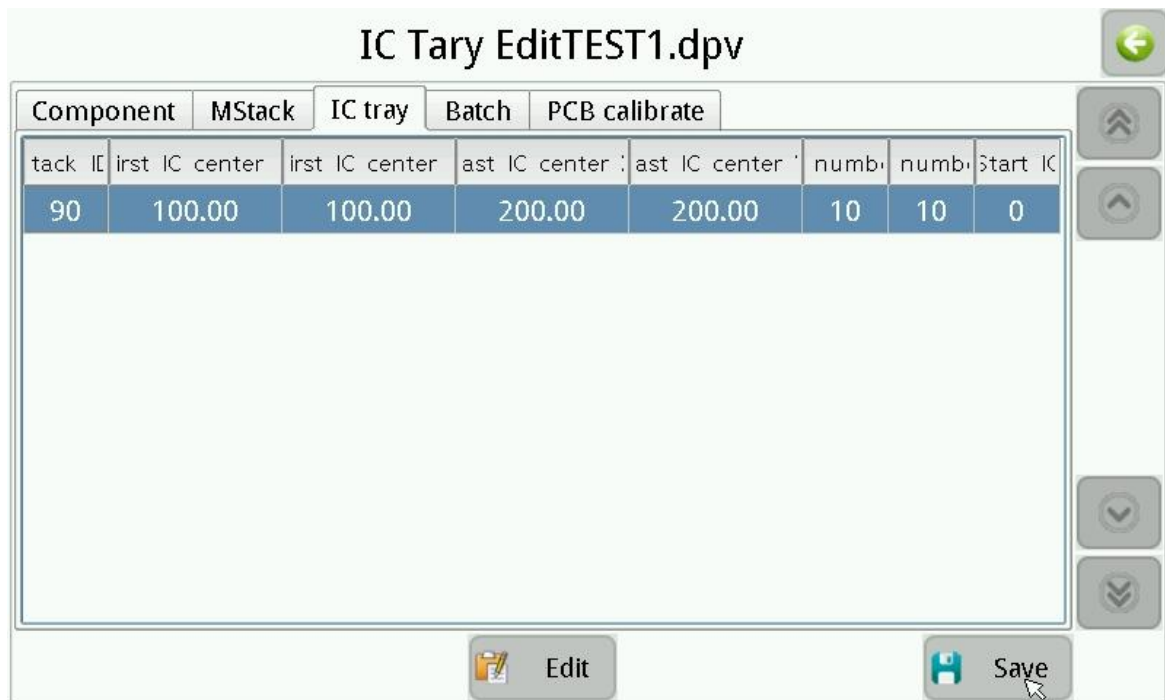 IC Tary EditTEST1.dpv
Component MStack IC tray Batch PCB calibrate
tack IC irst IC center irst IC center ast IC center ast IC center numb numb Start IC
90 100.00 100.00 200.00 200.00 10 10 0
Edit Save